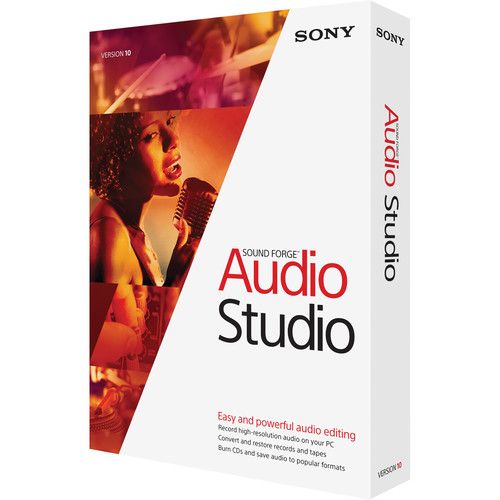 VERSION 10
SONY
SOUND FORGE™
Audio
Studio
Easy and powerful audio editing
Record high-resolution audio on your PC
Convert and restore records and tapes
Burn CDs and save audio to popular formats
SONY
SOUND FORGE™
Audio Studio
VERSION 10